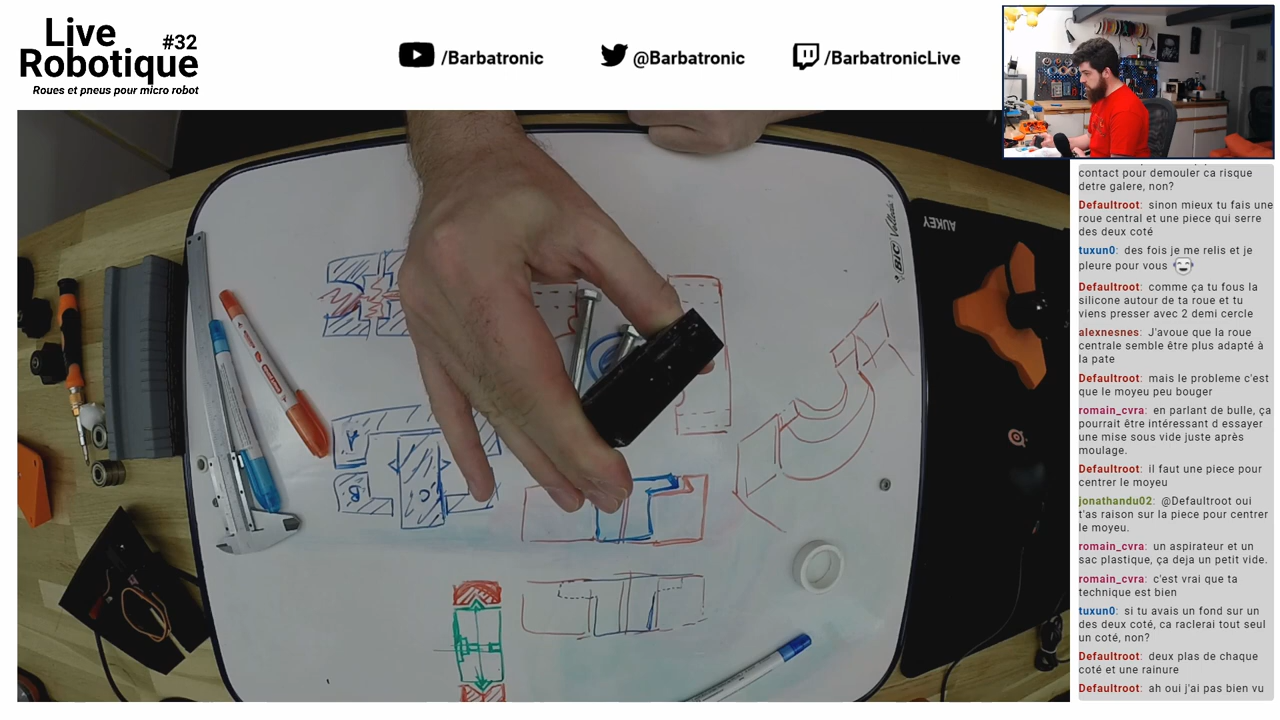 Live
Robotique #32
Roues et pneus pour micro robot
/Barbatronic
@Barbatronic
/BarbatronicLive
AUKEY
BIC Velleda
A
B
C
contact pour demouler ca risque
detre galere, non?
Defaultroot: sinon mieux tu fais une
roue central et une piece qui serre
des deux coté
tuxun0: des fois je me relis et je
pleure pour vous
Defaultroot: comme ça tu fous la
silicone autour de ta roue et tu
viens presser avec 2 demi cercle
alexnesnes: J'avoue que la roue
centrale semble être plus adapté à
la pate
Defaultroot: mais le probleme c'est
que le moyeu peu bouger
romain_cvra: en parlant de bulle, ça
pourrait être intéressant d essayer
une mise sous vide juste après
moulage.
Defaultroot: il faut une piece pour
centrer le moyeu
jonathandu02: @Defaultroot oui
t'as raison sur la piece pour centrer
le moyeu.
romain_cvra: un aspirateur et un
sac plastique, ça deja un petit vide.
romain_cvra: c'est vrai que ta
technique est bien
tuxun0: si tu avais un fond sur un
des deux coté, ca raclerai tout seul
un coté, non?
Defaultroot: deux plas de chaque
coté et une rainure
Defaultroot: ah oui j'ai pas bien vu